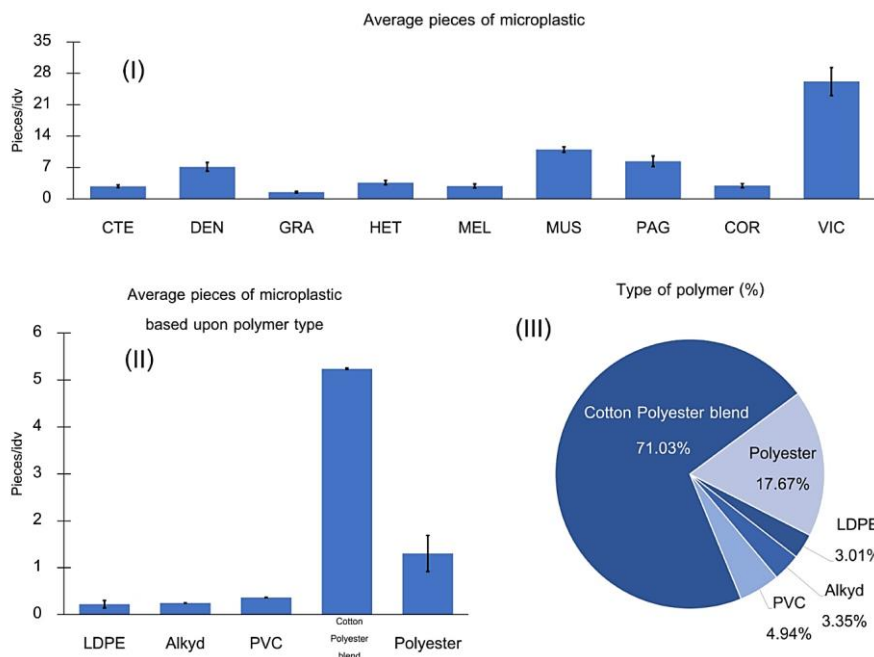 Average pieces of microplastic
(I)
Pieces/idv
35
28
21
14
7
0
CTE DEN GRA HET MEL MUS PAG COR VIC
Average pieces of microplastic
based upon polymer type
(II)
Pieces/idv
6
5
4
3
2
1
0
LDPE Alkyd PVC Cotton Polyester blend Polyester
Type of polymer (%)
(III)
Cotton Polyester blend
71.03%
Polyester
17.67%
LDPE
3.01%
Alkyd
3.35%
PVC
4.94%